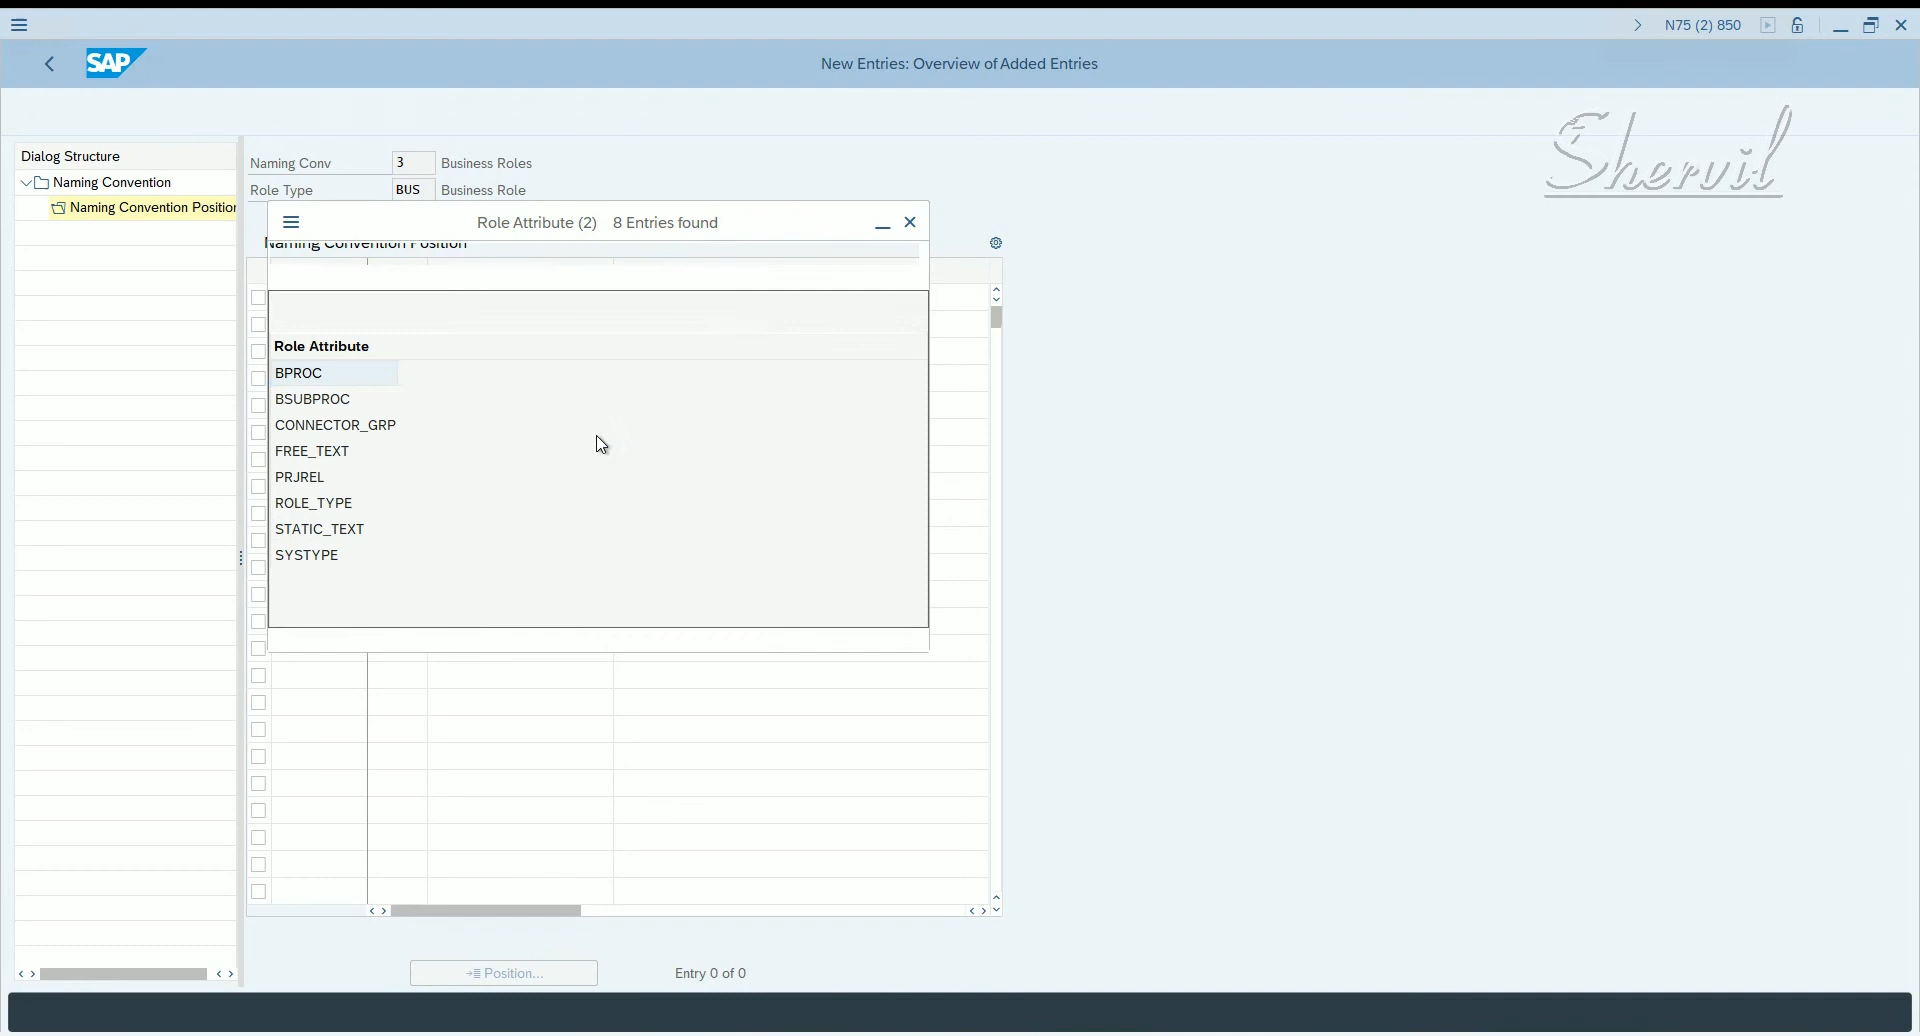 N75 (2) 850
SAP
New Entries: Overview of Added Entries
Shervil
Dialog Structure
Naming Convention
Naming Convention Position
Naming Conv 3 Business Roles
Role Type BUS Business Role
Role Attribute (2) 8 Entries found
Naming Convention Position
Role Attribute
BPROC
BSUBPROC
CONNECTOR_GRP
FREE_TEXT
PRJREL
ROLE_TYPE
STATIC_TEXT
SYSTYPE
Position...
Entry 0 of 0